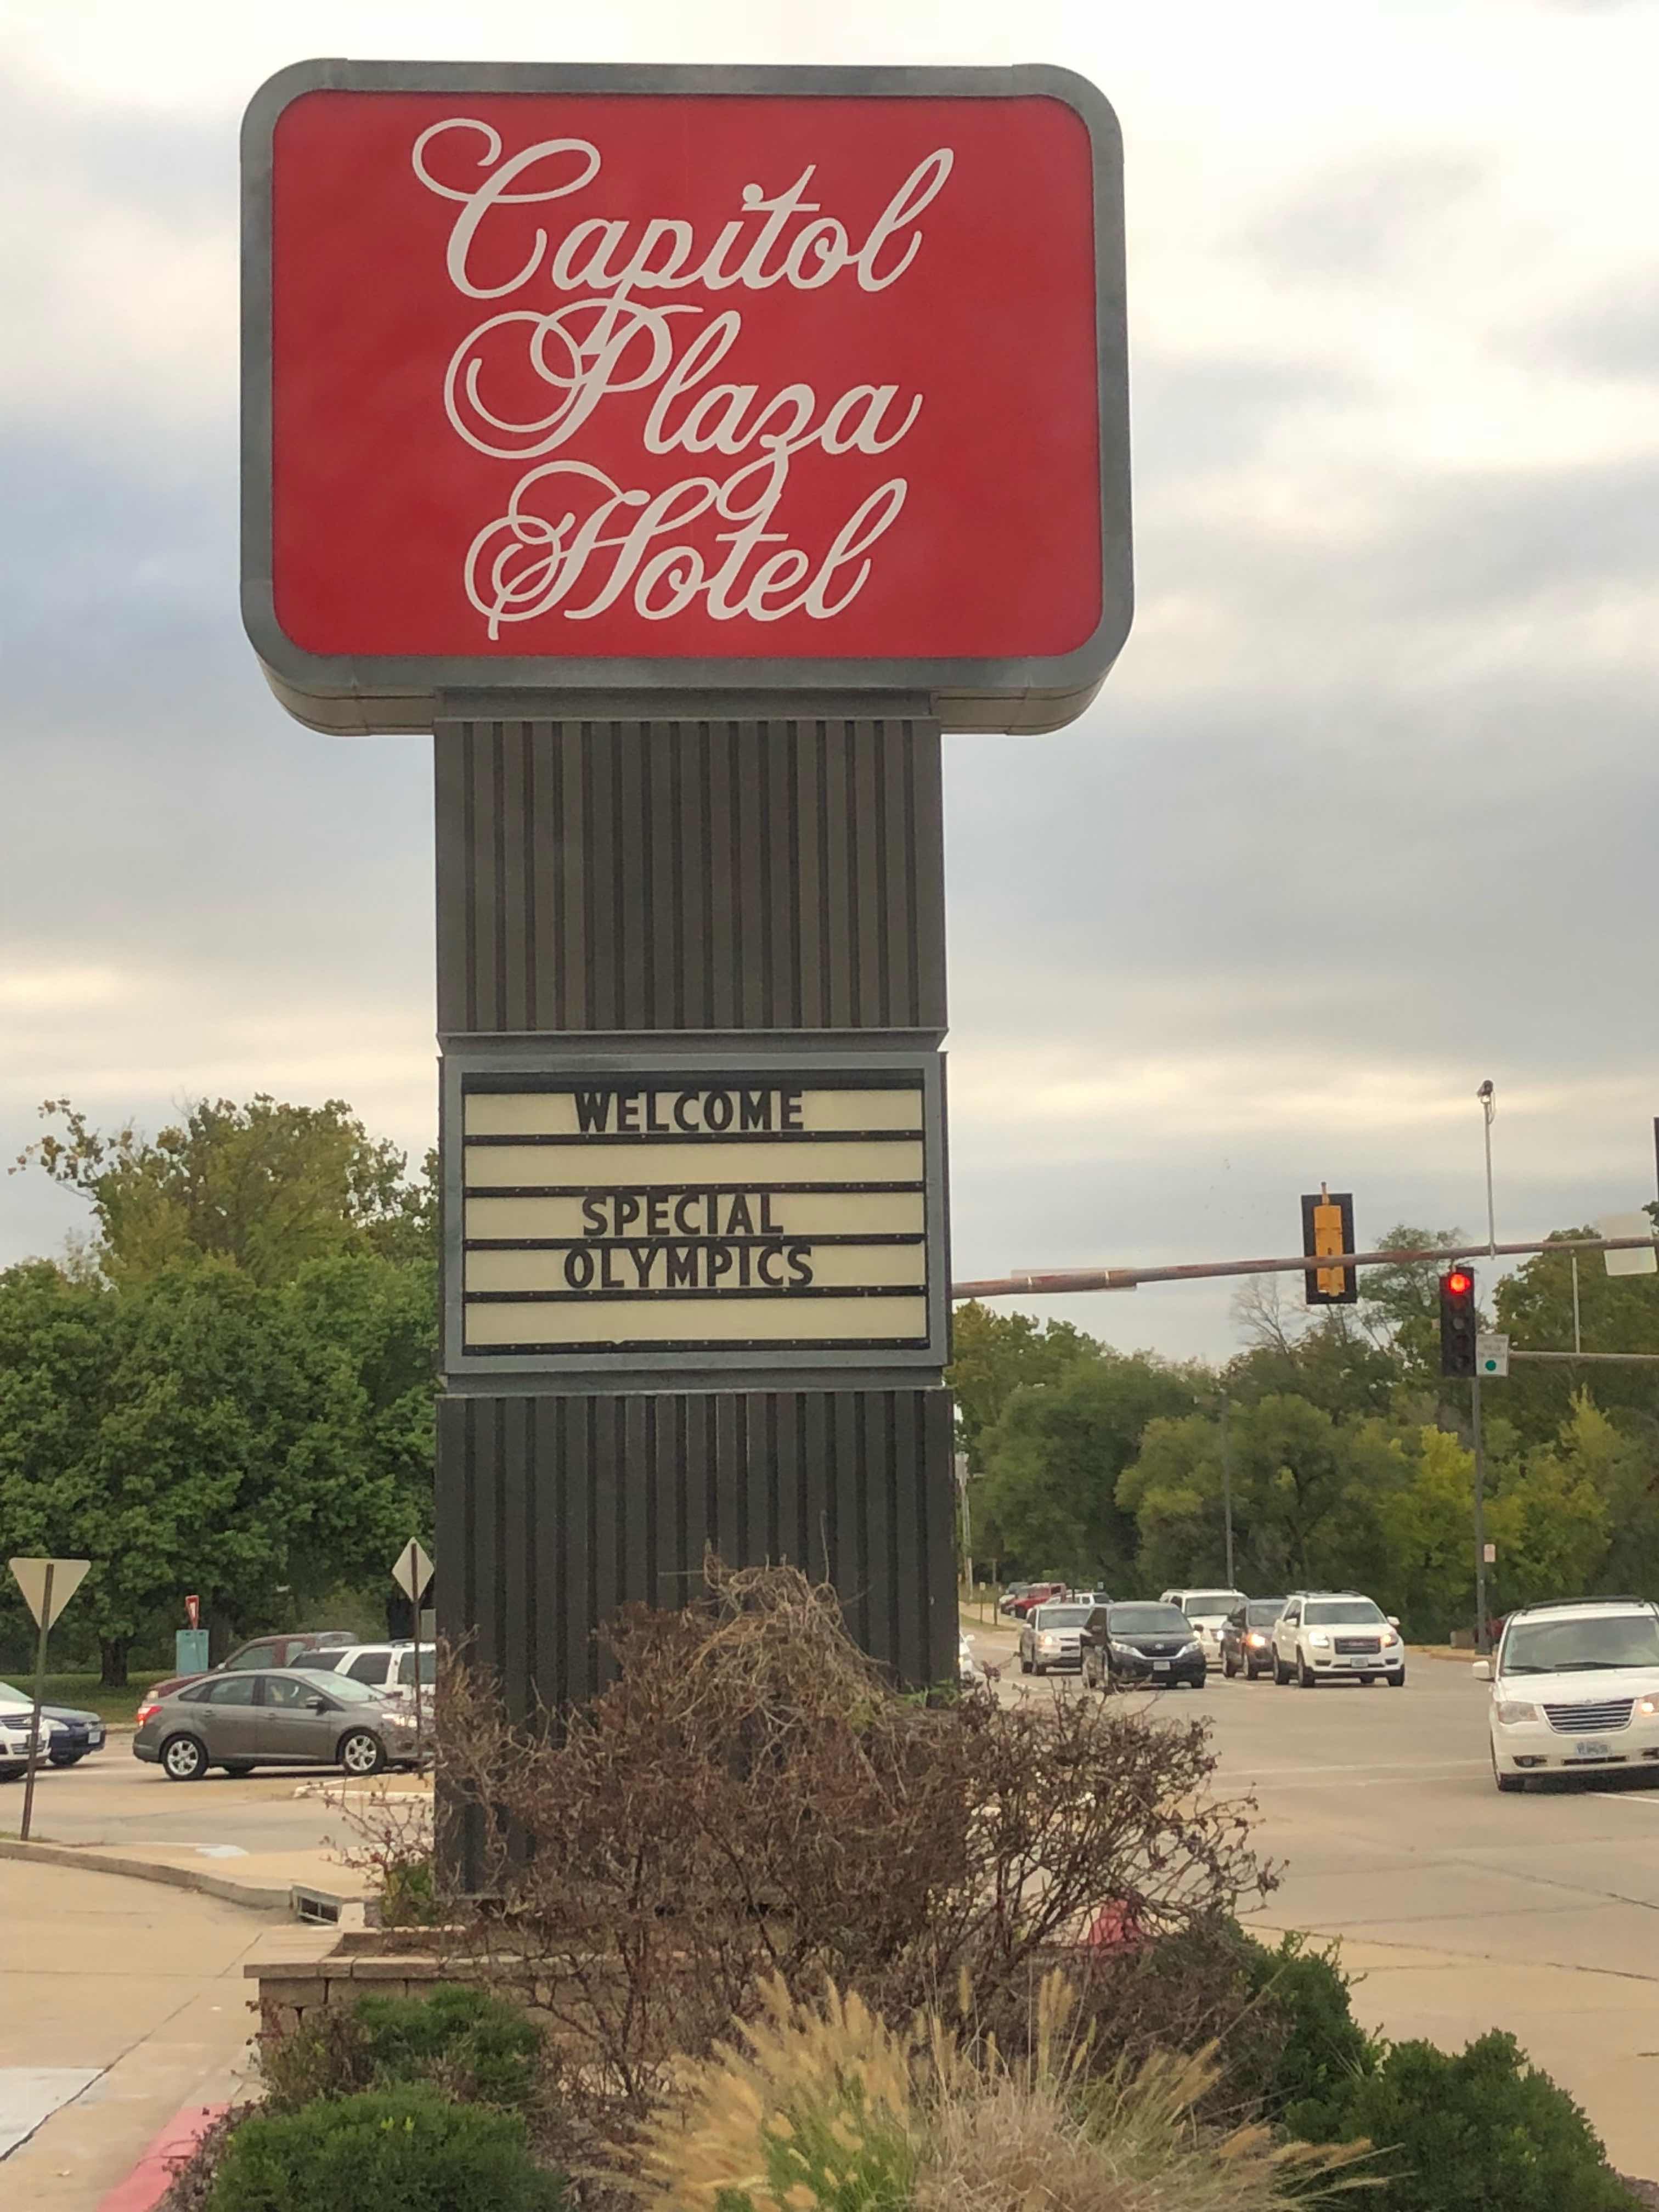 Capitol
Plaza
Hotel
WELCOME
SPECIAL
OLYMPICS